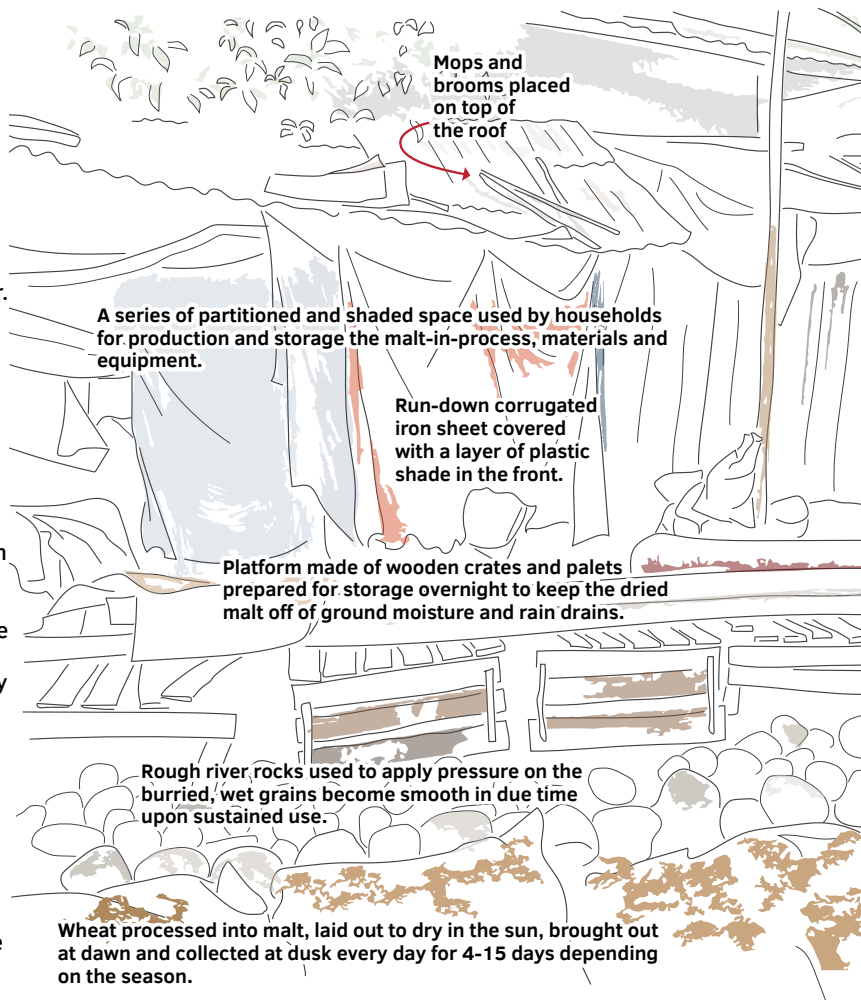 Mops and
brooms placed
on top of
the roof
r.
A series of partitioned and shaded space used by households
for production and storage the malt-in-process, materials and
equipment.
Run-down corrugated
iron sheet covered
with a layer of plastic
shade in the front.
Platform made of wooden crates and palets
prepared for storage overnight to keep the dried
malt off of ground moisture and rain drains.
Rough river rocks used to apply pressure on the
burried, wet grains become smooth in due time
upon sustained use.
Wheat processed into malt, laid out to dry in the sun, brought out
at dawn and collected at dusk every day for 4-15 days depending
on the season.